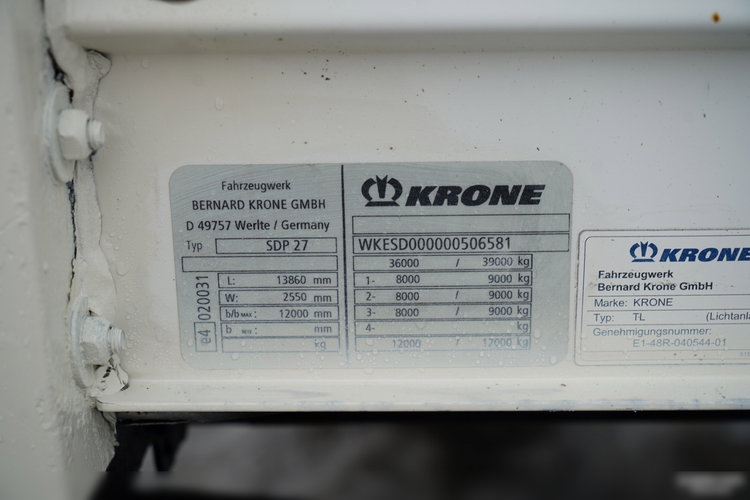 Fahrzeugwerk
BERNARD KRONE GMBH
D 49757 Werlte / Germany
Typ SDP 27
e4 020031
L: 13860 mm
W: 2550 mm
b/b MAX: 12000 mm
b : mm
kg
KRONE
WKESD000000506581
36000 / 39000 kg
1- 8000 9000 kg
2- 8000 / 9000 kg
3- 8000 / 9000 kg
4- kg
12000 / 17000 kg
KRONE
Fahrzeugwerk
Bernard Krone GmbH
Marke: KRONE
Typ: TL (Lichtanla
Genehmigungsnummer:
E1-48R-040544-01